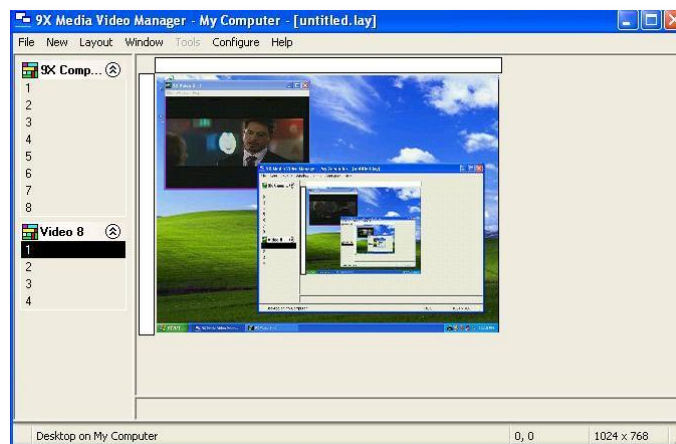 9X Media Video Manager - My Computer - [untitled.lay]
File New Layout Window Tools Configure Help
9X Comp...
1
2
3
4
5
6
7
8
Video 8
1
2
3
4
Desktop on My Computer 0, 0 1024 x 768